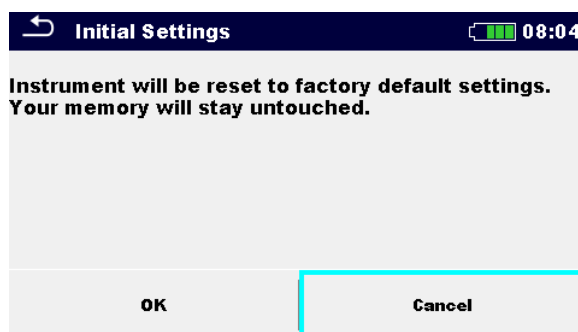 Initial Settings 08:04
Instrument will be reset to factory default settings.
Your memory will stay untouched.
OK Cancel